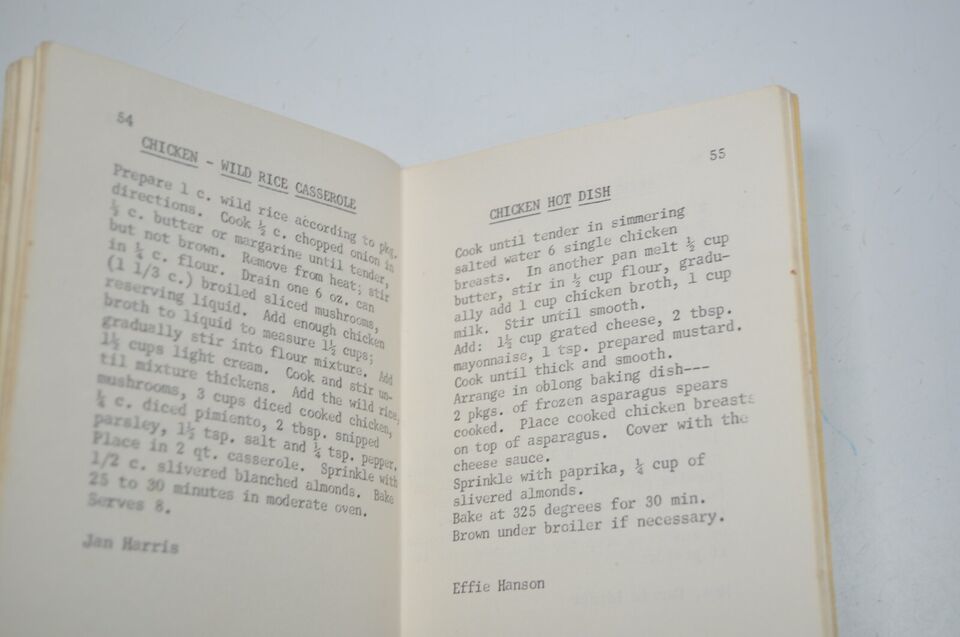 54
CHICKEN - WILD RICE CASSEROLE
Prepare 1 c. wild rice according to pkg.
directions. Cook ½ c. chopped onion in
½ c. butter or margarine until tender,
but not brown. Remove from heat; stir
in ¼ c. flour. Drain one 6 oz. can
(1 1/3 c.) broiled sliced mushrooms,
reserving liquid. Add enough chicken
broth to liquid to measure 1½ cups;
gradually stir into flour mixture. Add
1½ cups light cream. Cook and stir un-
til mixture thickens. Add the wild rice,
mushrooms, 3 cups diced cooked chicken,
¼ c. diced pimiento, 2 tbsp. snipped
parsley, 1½ tsp. salt and ¼ tsp. pepper.
Place in 2 qt. casserole. Sprinkle with
1/2 c. slivered blanched almonds. Bake
25 to 30 minutes in moderate oven.
Serves 8.
Jan Harris
55
CHICKEN HOT DISH
Cook until tender in simmering
salted water 6 single chicken
breasts. In another pan melt ½ cup
butter, stir in ½ cup flour, gradu-
ally add 1 cup chicken broth, 1 cup
milk. Stir until smooth.
Add: 1½ cup grated cheese, 2 tbsp.
mayonnaise, 1 tsp. prepared mustard.
Cook until thick and smooth.
Arrange in oblong baking dish---
2 pkgs. of frozen asparagus spears
cooked. Place cooked chicken breasts
on top of asparagus. Cover with the
cheese sauce.
Sprinkle with paprika, ¼ cup of
slivered almonds.
Bake at 325 degrees for 30 min.
Brown under broiler if necessary.
Effie Hanson